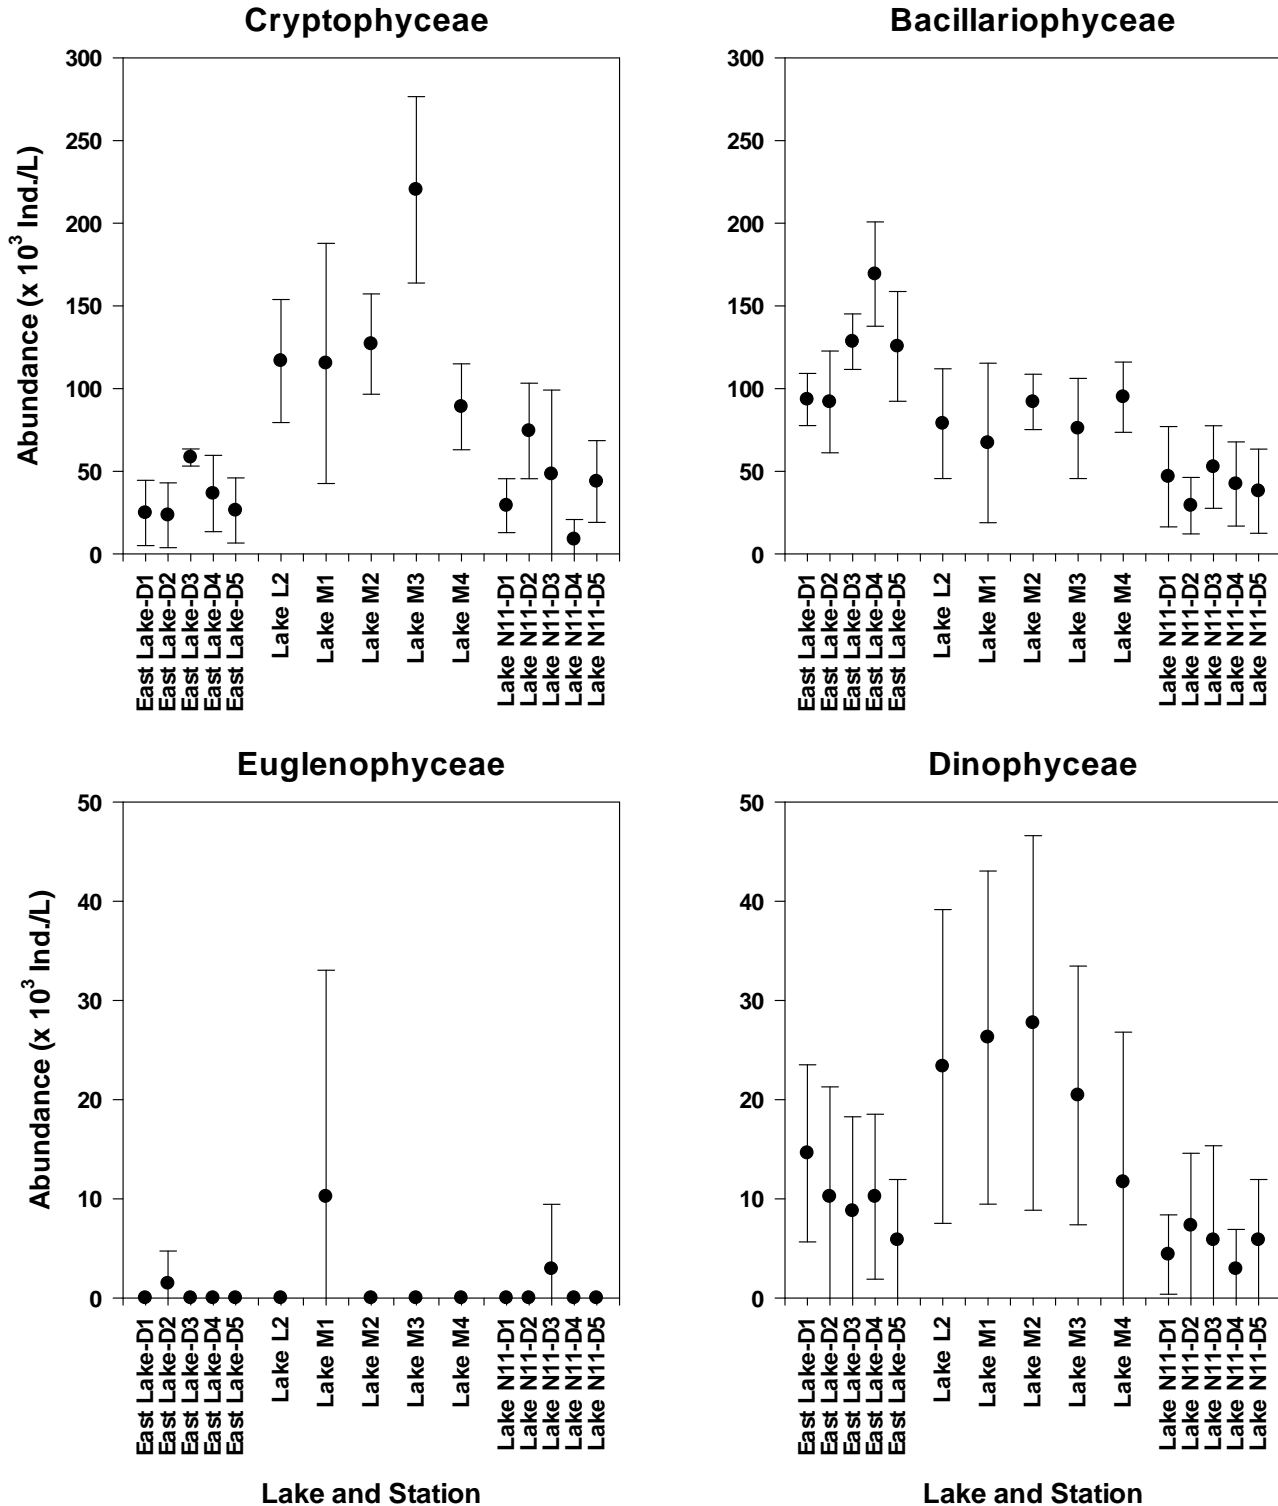 Cryptophyceae
Abundance (x 10³ Ind./L)
300
250
200
150
100
50
0
East Lake-D1
East Lake-D2
East Lake-D3
East Lake-D4
East Lake-D5
Lake L2
Lake M1
Lake M2
Lake M3
Lake M4
Lake N11-D1
Lake N11-D2
Lake N11-D3
Lake N11-D4
Lake N11-D5
Bacillariophyceae
300
250
200
150
100
50
0
East Lake-D1
East Lake-D2
East Lake-D3
East Lake-D4
East Lake-D5
Lake L2
Lake M1
Lake M2
Lake M3
Lake M4
Lake N11-D1
Lake N11-D2
Lake N11-D3
Lake N11-D4
Lake N11-D5
Euglenophyceae
Abundance (x 10³ Ind./L)
50
40
30
20
10
0
East Lake-D1
East Lake-D2
East Lake-D3
East Lake-D4
East Lake-D5
Lake L2
Lake M1
Lake M2
Lake M3
Lake M4
Lake N11-D1
Lake N11-D2
Lake N11-D3
Lake N11-D4
Lake N11-D5
Lake and Station
Dinophyceae
50
40
30
20
10
0
East Lake-D1
East Lake-D2
East Lake-D3
East Lake-D4
East Lake-D5
Lake L2
Lake M1
Lake M2
Lake M3
Lake M4
Lake N11-D1
Lake N11-D2
Lake N11-D3
Lake N11-D4
Lake N11-D5
Lake and Station